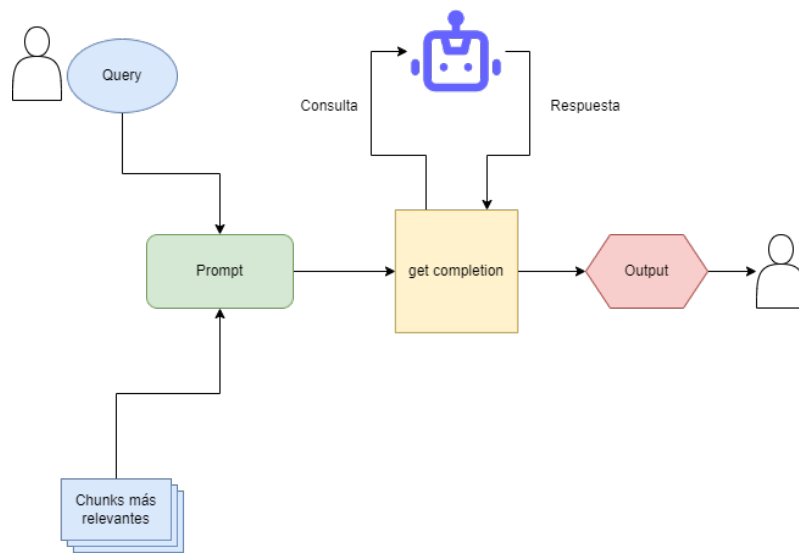 Query
Consulta
Respuesta
Prompt
get completion
Output
Chunks más
relevantes